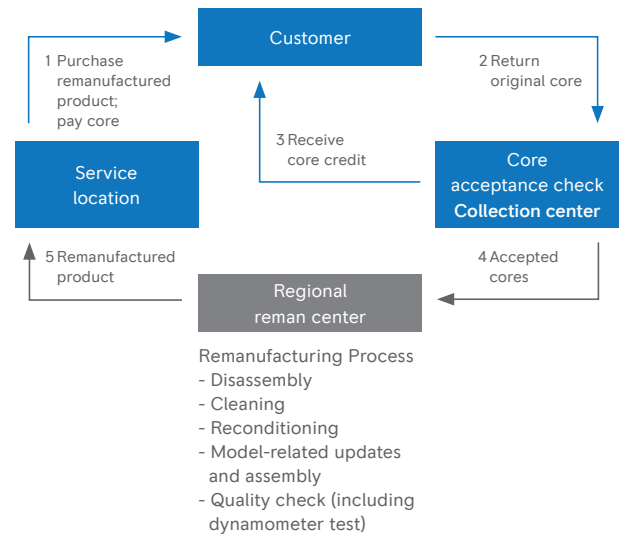 Customer
1 Purchase
remanufactured
product;
pay core
2 Return
original core
3 Receive
core credit
Service
location
Core
acceptance check
Collection center
5 Remanufactured
product
4 Accepted
cores
Regional
reman center
Remanufacturing Process
- Disassembly
- Cleaning
- Reconditioning
- Model-related updates
and assembly
- Quality check (including
dynamometer test)